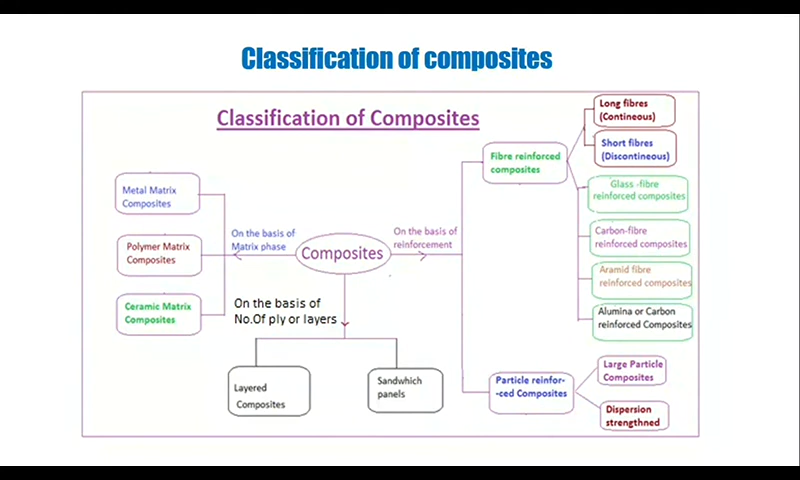 Classification of composites
Classification of Composites
Metal Matrix
Composites
Polymer Matrix
Composites
Ceramic Matrix
Composites
On the basis of
Matrix phase
Composites
On the basis of
reinforcement
On the basis of
No.Of ply or layers
Layered
Composites
Sandwhich
panels
Fibre reinforced
composites
Long fibres
(Contineous)
Short fibres
(Discontineous)
Glass -fibre
reinforced composites
Carbon-fibre
reinforced composites
Aramid fibre
reinforced composites
Alumina or Carbon
reinforced Composites
Particle reinfor-
-ced Composites
Large Particle
Composites
Dispersion
strengthned